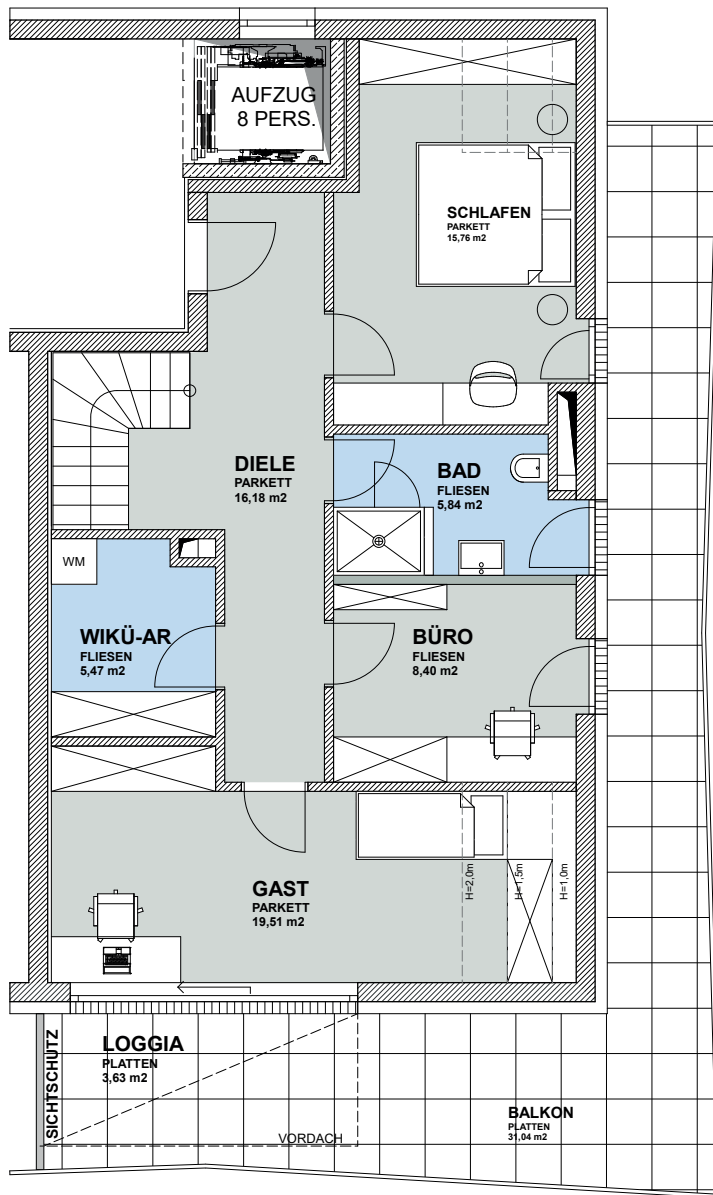 AUFZUG
8 PERS.
SCHLAFEN
PARKETT
15,76 m2
DIELE
PARKETT
16,18 m2
BAD
FLIESEN
5,84 m2
WM
WIKÜ-AR
FLIESEN
5,47 m2
BÜRO
FLIESEN
8,40 m2
GAST
PARKETT
19,51 m2
H=2,0m
H=1,5m
H=1,0m
SICHTSCHUTZ
LOGGIA
PLATTEN
3,63 m2
VORDACH
BALKON
PLATTEN
31,04 m2